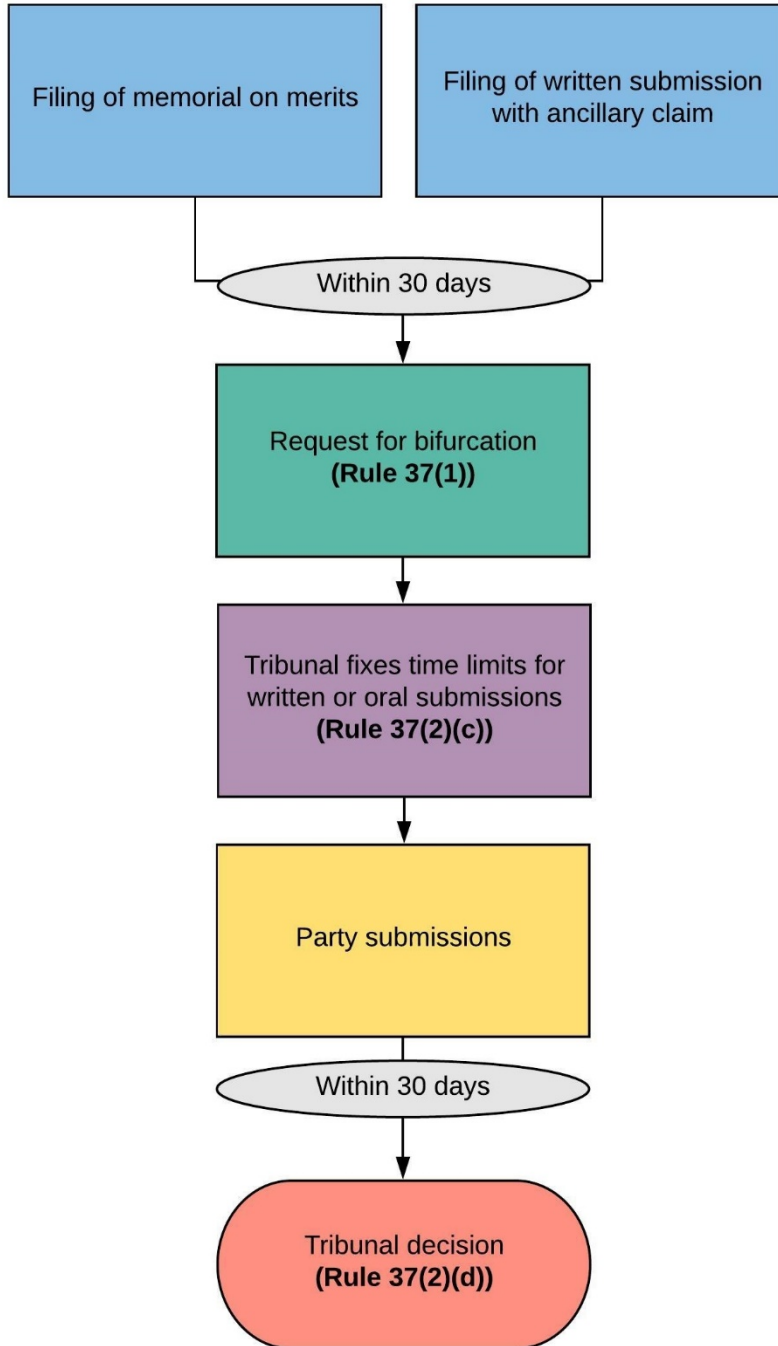 Filing of memorial on merits
Filing of written submission
with ancillary claim
Within 30 days
Request for bifurcation
(Rule 37(1))
Tribunal fixes time limits for
written or oral submissions
(Rule 37(2)(c))
Party submissions
Within 30 days
Tribunal decision
(Rule 37(2)(d))